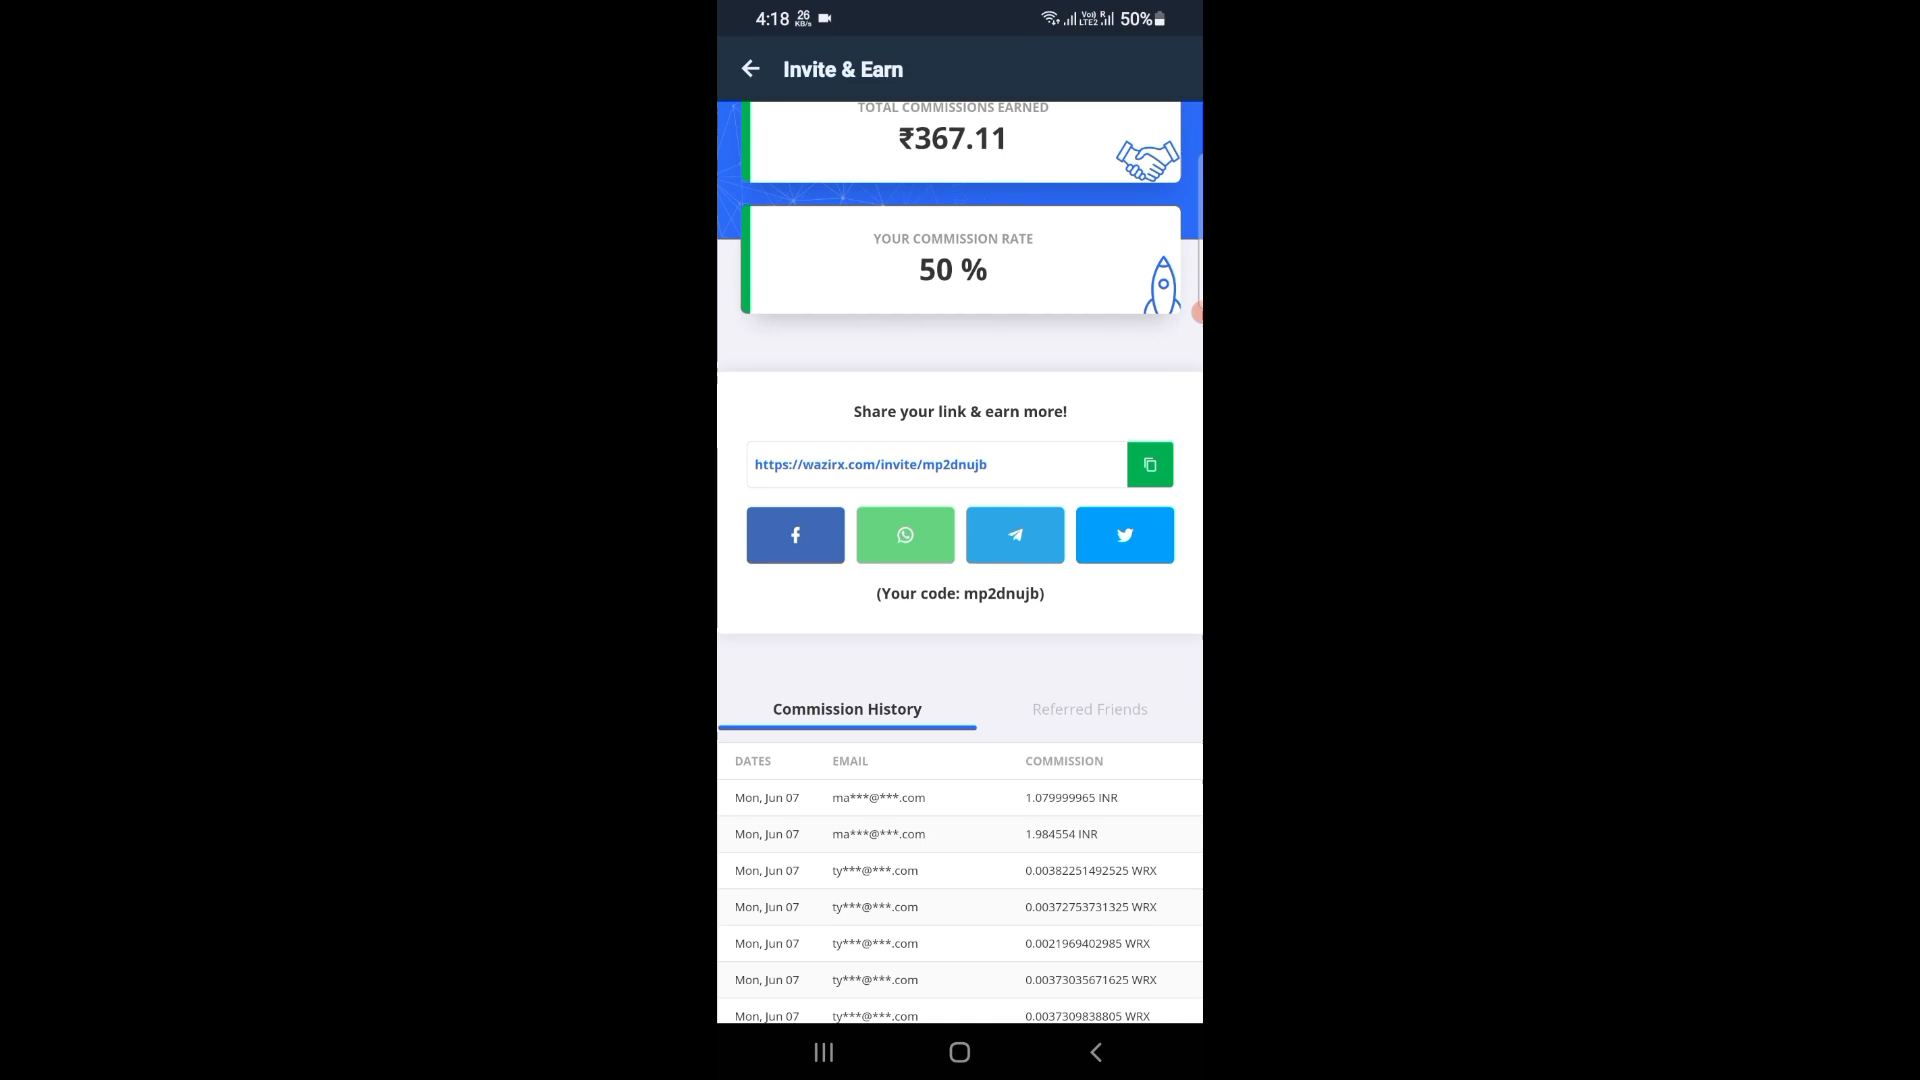 4:18 26 KB/s Vo)) R LTE2 50%
Invite & Earn
TOTAL COMMISSIONS EARNED
₹367.11
YOUR COMMISSION RATE
50 %
Share your link & earn more!
https://wazirx.com/invite/mp2dnujb
(Your code: mp2dnujb)
Commission History Referred Friends
DATES EMAIL COMMISSION
Mon, Jun 07 ma***@***.com 1.079999965 INR
Mon, Jun 07 ma***@***.com 1.984554 INR
Mon, Jun 07 ty***@***.com 0.00382251492525 WRX
Mon, Jun 07 ty***@***.com 0.00372753731325 WRX
Mon, Jun 07 ty***@***.com 0.0021969402985 WRX
Mon, Jun 07 ty***@***.com 0.00373035671625 WRX
Mon, Jun 07 ty***@***.com 0.0037309838805 WRX